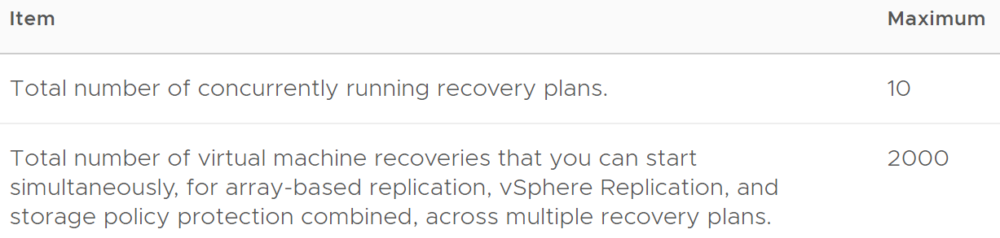 Item Maximum
Total number of concurrently running recovery plans. 10
Total number of virtual machine recoveries that you can start 2000
simultaneously, for array-based replication, vSphere Replication, and
storage policy protection combined, across multiple recovery plans.